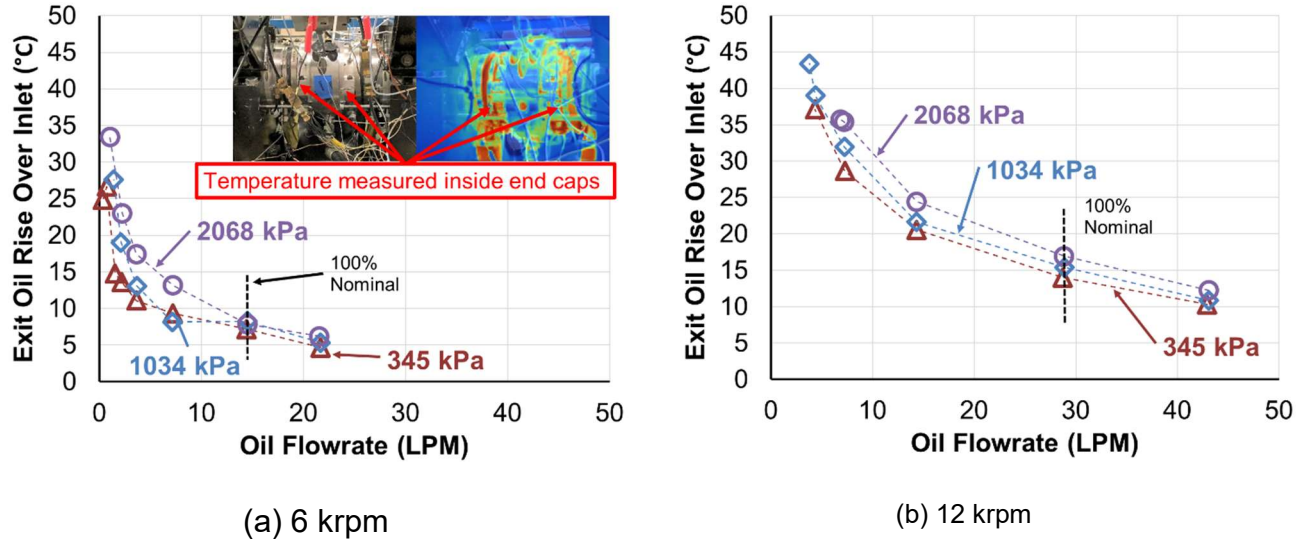 Exit Oil Rise Over Inlet (°C)
50
45
40
35
30
25
20
15
10
5
0
Temperature measured inside end caps
2068 kPa
100%
Nominal
1034 kPa
345 kPa
0 10 20 30 40 50
Oil Flowrate (LPM)
(a) 6 krpm
Exit Oil Rise Over Inlet (°C)
50
45
40
35
30
25
20
15
10
5
0
2068 kPa
1034 kPa
100%
Nominal
345 kPa
0 10 20 30 40 50
Oil Flowrate (LPM)
(b) 12 krpm